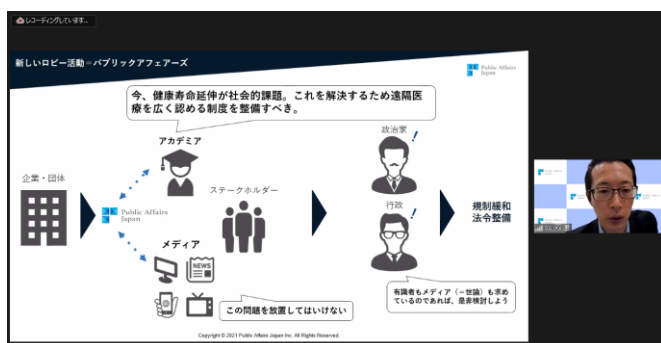 レコーディングしています...
新しいロビー活動＝パブリックアフェアーズ
Public Affairs
Japan
今、健康寿命延伸が社会的課題。これを解決するため遠隔医
療を広く認める制度を整備すべき。
アカデミア
政治家
企業・団体
ステークホルダー
Public Affairs
Japan
行政
規制緩和
法令整備
メディア
NEWS
この問題を放置してはいけない
有識者もメディア（＝世論）も求め
ているのであれば、是非検討しよう
Copyright © 2021 Public Affairs Japan Inc. All Rights Reserved.